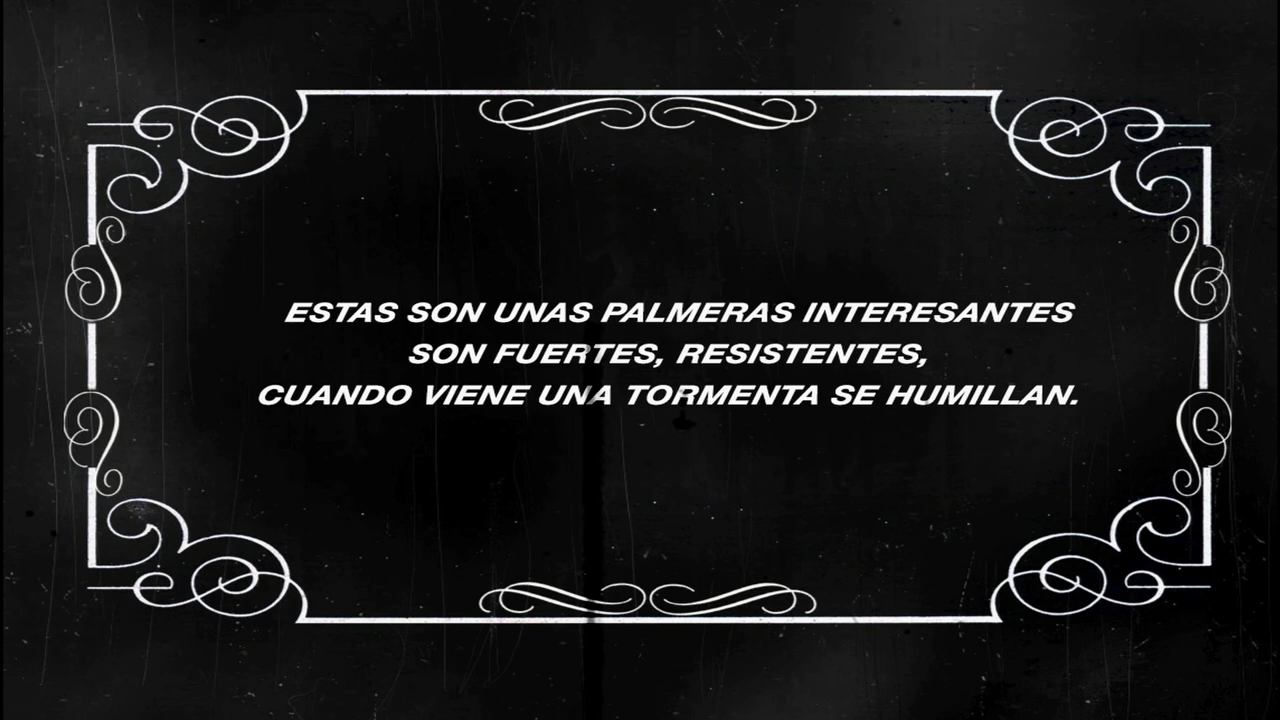 ESTAS SON UNAS PALMERAS INTERESANTES
SON FUERTES, RESISTENTES,
CUANDO VIENE UNA TORMENTA SE HUMILLAN.